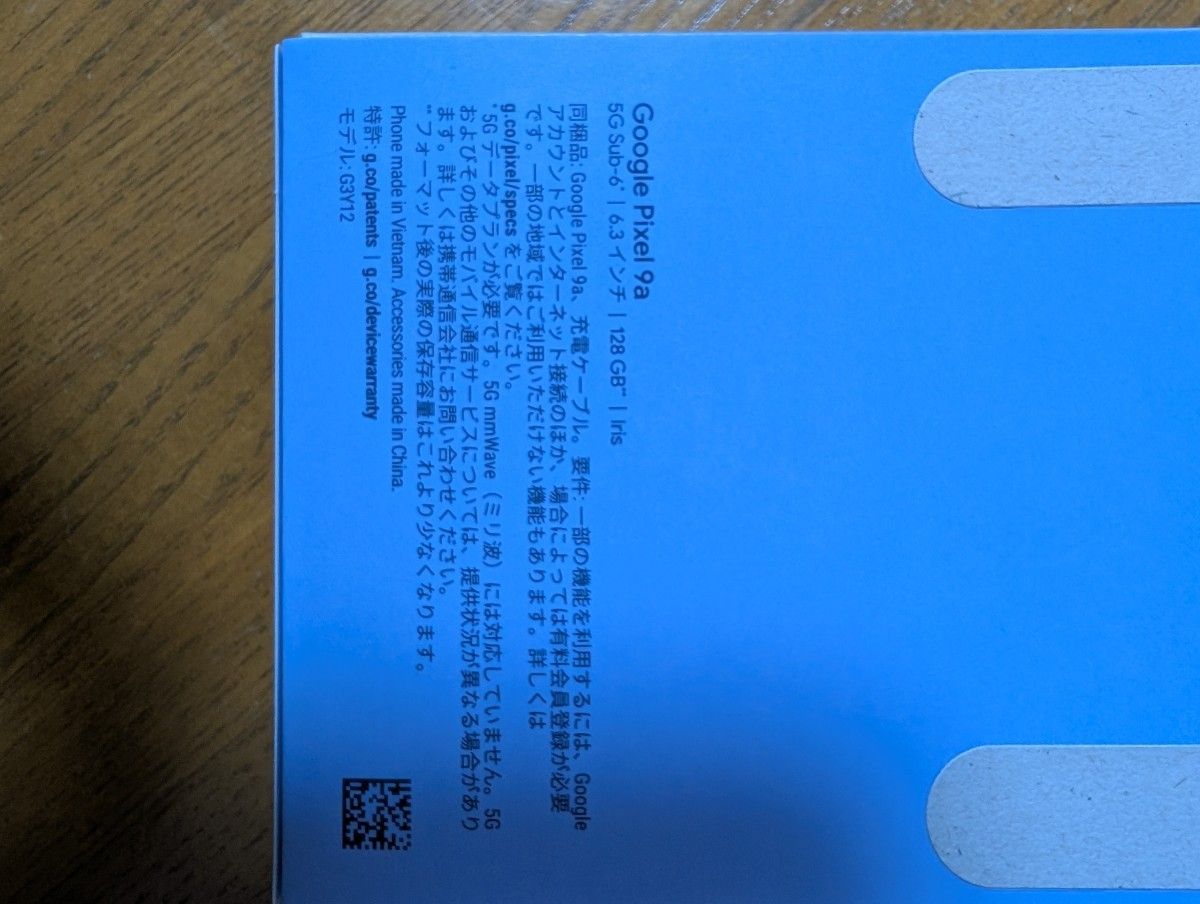 Google Pixel 9a
5G Sub-6* | 6.3 インチ | 128 GB** | Iris
同梱品: Google Pixel 9a、充電ケーブル。要件: 一部の機能を利用するには、Google
アカウントとインターネット接続のほか、場合によっては有料会員登録が必要
です。一部の地域ではご利用いただけない機能もあります。詳しくは
g.co/pixel/specs をご覧ください。
*5G データプランが必要です。5G mmWave（ミリ波）には対応していません。5G
およびその他のモバイル通信サービスについては、提供状況が異なる場合があり
ます。詳しくは携帯通信会社にお問い合わせください。
**フォーマット後の実際の保存容量はこれより少なくなります。
Phone made in Vietnam. Accessories made in China.
特許: g.co/patents | g.co/devicewarranty
モデル: G3Y12